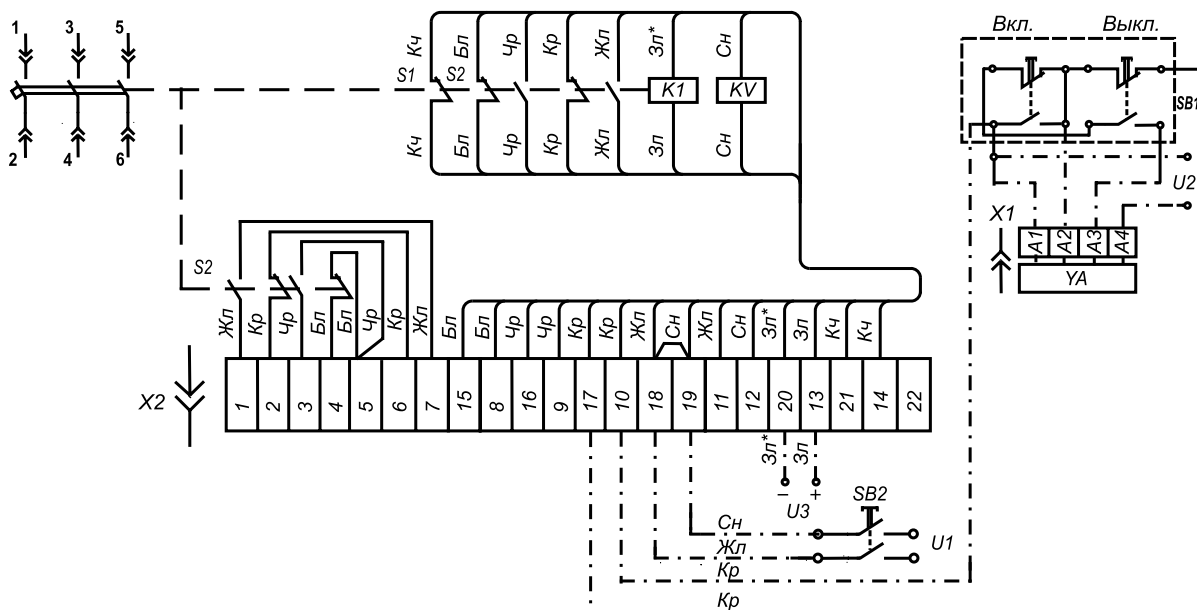 1 3 5
2 4 6
S1 S2
Кч Бл Чр Кр Жл Зл* Сн
K1 KV
Кч Бл Чр Кр Жл Зл Сн
Вкл. Выкл.
SB1
U2
X1
A1 A2 A3 A4
YA
S2
Жл Кр Чр Бл Бл Чр Кр Жл Бл Бл Чр Чр Кр Кр Жл Сн Жл Сн Зл* Зл Кч Кч
X2
1 2 3 4 5 6 7 15 8 16 9 17 10 18 19 11 12 20 13 21 14 22
Зл* Зл
– +
U3
SB2
Сн
U1
Жл
Кр
Кр